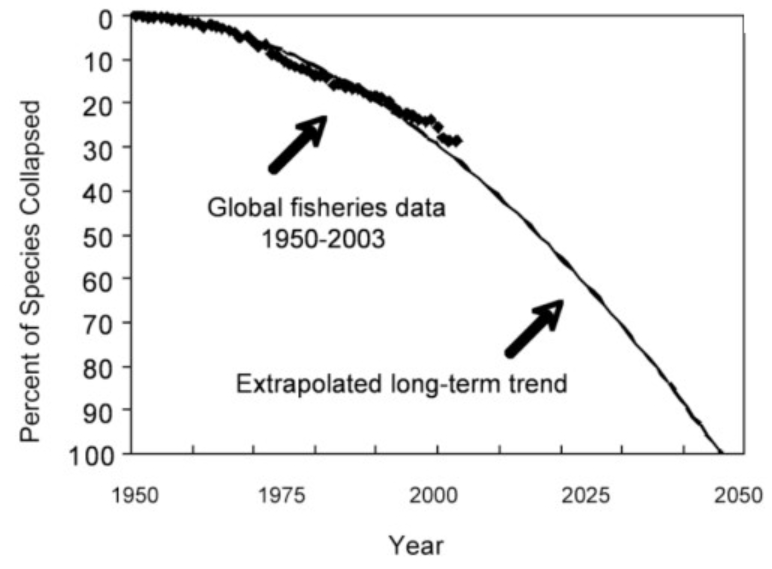 0
10
20
30
40
50
60
70
80
90
100
Percent of Species Collapsed
Global fisheries data
1950-2003
Extrapolated long-term trend
1950 1975 2000 2025 2050
Year